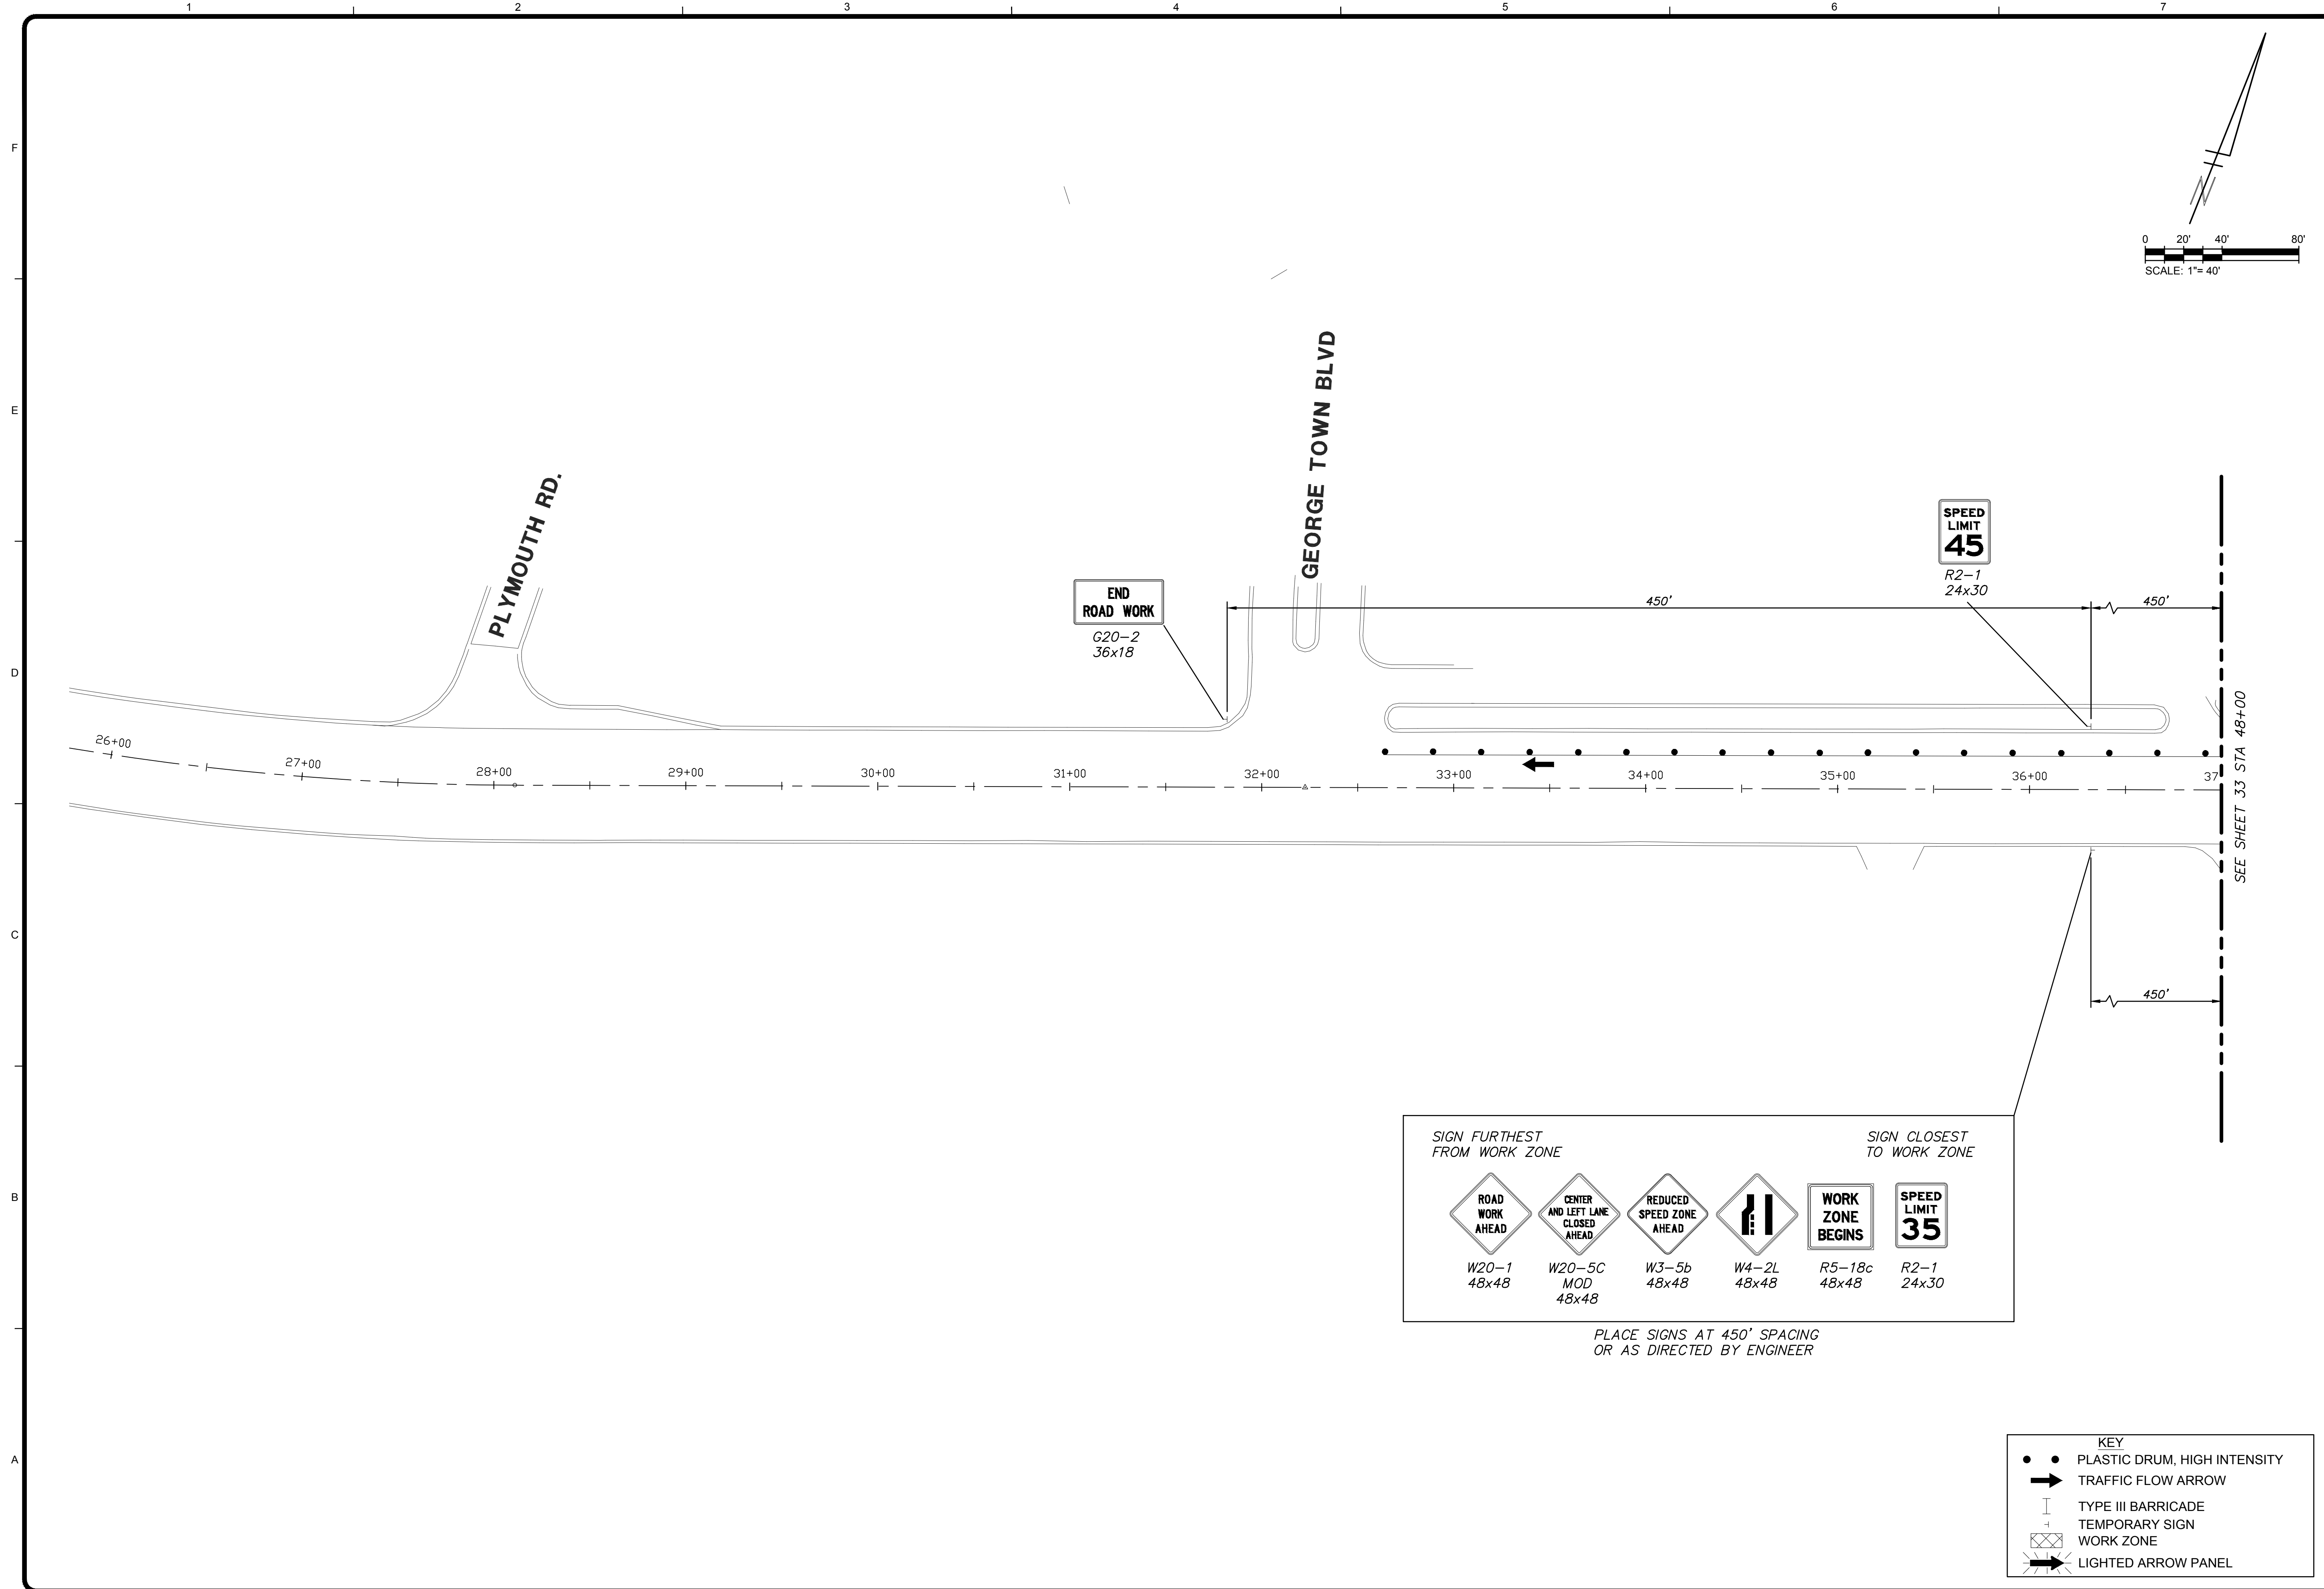 1
2
3
4
5
6
7
F
E
D
C
B
A
N
0 20' 40' 80'
SCALE: 1"= 40'
PLYMOUTH RD.
GEORGE TOWN BLVD
SPEED
LIMIT
45
R2-1
24x30
END
ROAD WORK
G20-2
36x18
450'
450'
26+00
27+00
28+00
29+00
30+00
31+00
32+00
33+00
34+00
35+00
36+00
37
SEE SHEET 33 STA 48+00
450'
SIGN FURTHEST
FROM WORK ZONE
SIGN CLOSEST
TO WORK ZONE
ROAD
WORK
AHEAD
W20-1
48x48
CENTER
AND LEFT LANE
CLOSED
AHEAD
W20-5C
MOD
48x48
REDUCED
SPEED ZONE
AHEAD
W3-5b
48x48
W4-2L
48x48
WORK
ZONE
BEGINS
R5-18c
48x48
SPEED
LIMIT
35
R2-1
24x30
PLACE SIGNS AT 450' SPACING
OR AS DIRECTED BY ENGINEER
KEY
PLASTIC DRUM, HIGH INTENSITY
TRAFFIC FLOW ARROW
TYPE III BARRICADE
TEMPORARY SIGN
WORK ZONE
LIGHTED ARROW PANEL